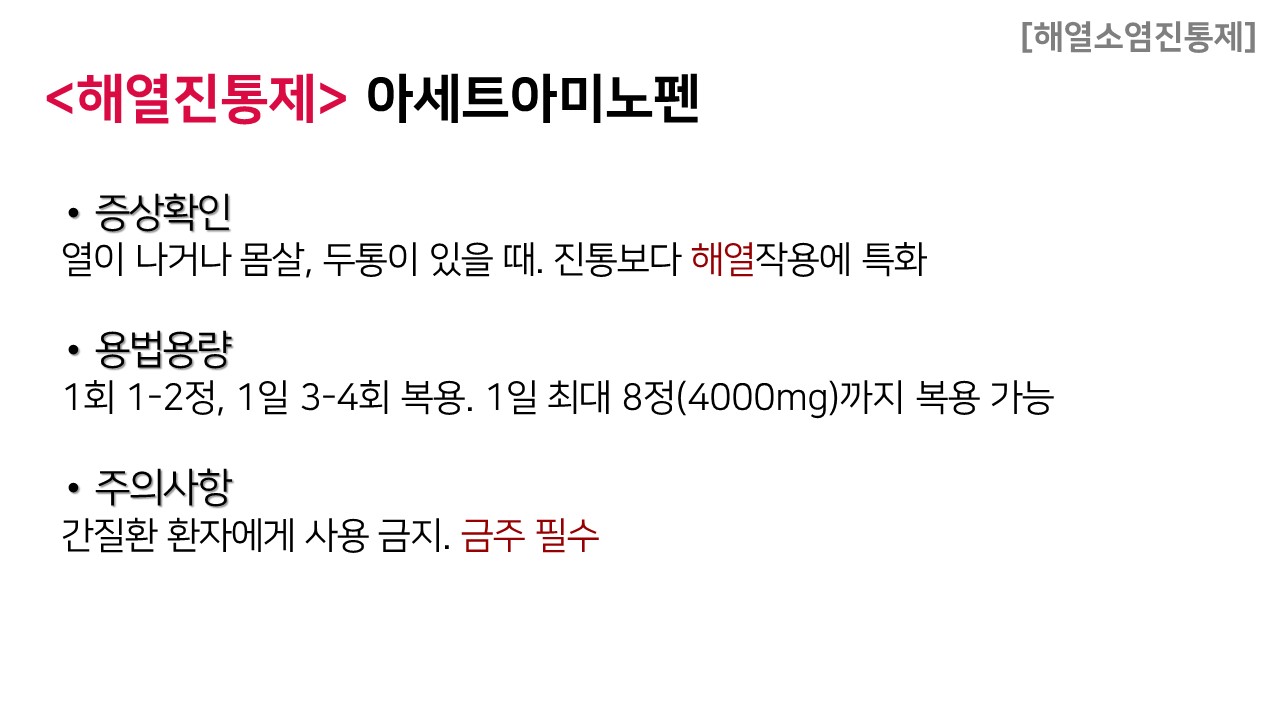 [해열소염진통제]
<해열진통제> 아세트아미노펜
• 증상확인
열이 나거나 몸살, 두통이 있을 때. 진통보다 해열작용에 특화
• 용법용량
1회 1-2정, 1일 3-4회 복용. 1일 최대 8정(4000mg)까지 복용 가능
• 주의사항
간질환 환자에게 사용 금지. 금주 필수